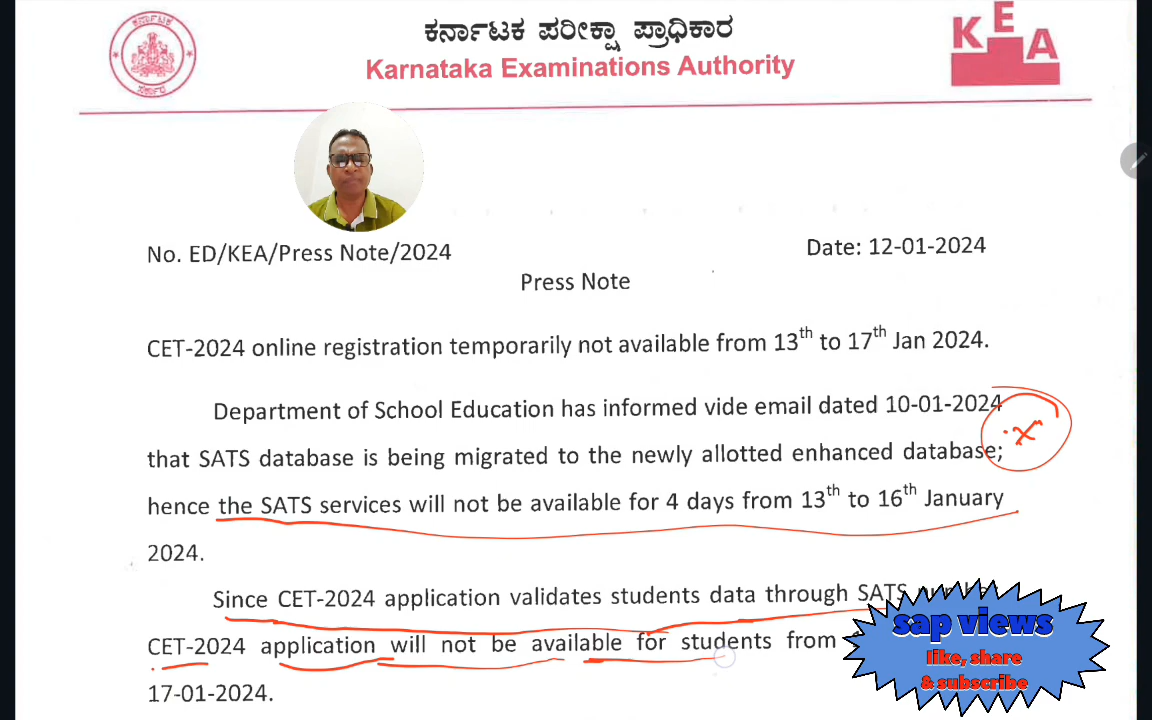 ಕರ್ನಾಟಕ ಪರೀಕ್ಷಾ ಪ್ರಾಧಿಕಾರ
Karnataka Examinations Authority
KEA
No. ED/KEA/Press Note/2024
Date: 12-01-2024
Press Note
CET-2024 online registration temporarily not available from 13th to 17th Jan 2024.
Department of School Education has informed vide email dated 10-01-2024
that SATS database is being migrated to the newly allotted enhanced database;
hence the SATS services will not be available for 4 days from 13th to 16th January
2024.
Since CET-2024 application validates students data through SATS
CET-2024 application will not be available for students from
17-01-2024.
sap views
like, share
& subscribe